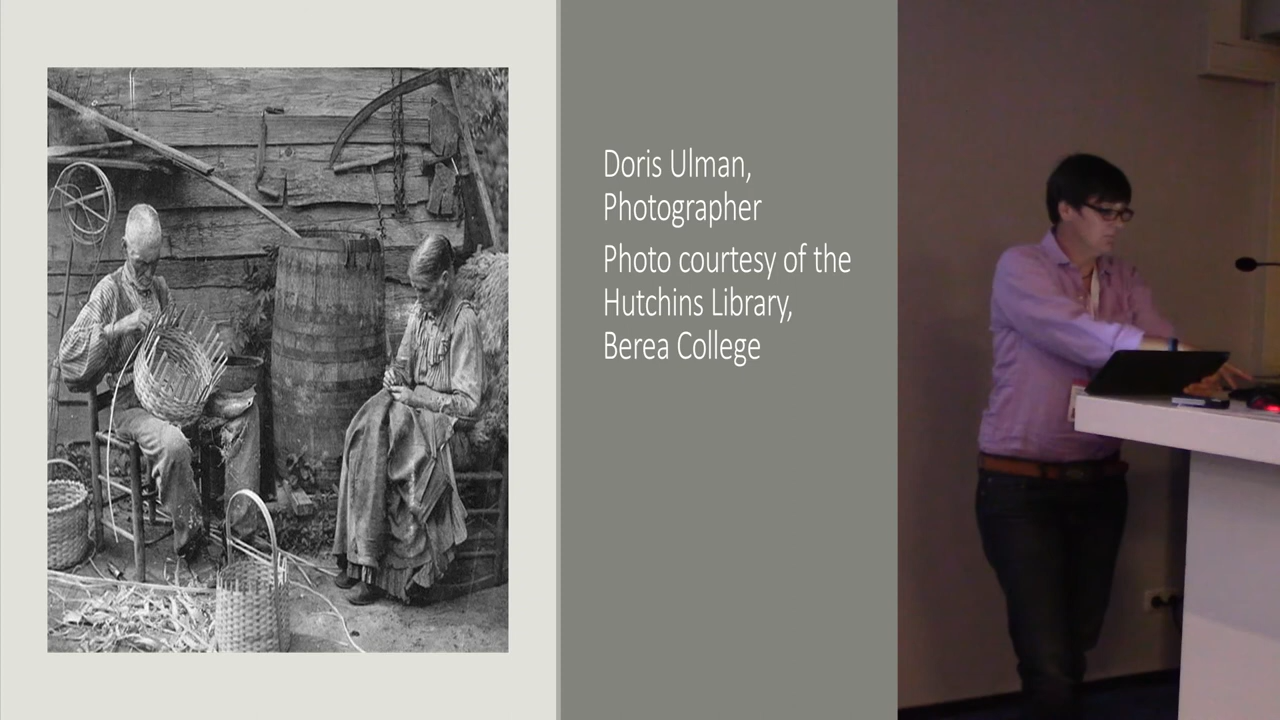 Doris Ulman,
Photographer
Photo courtesy of the
Hutchins Library,
Berea College